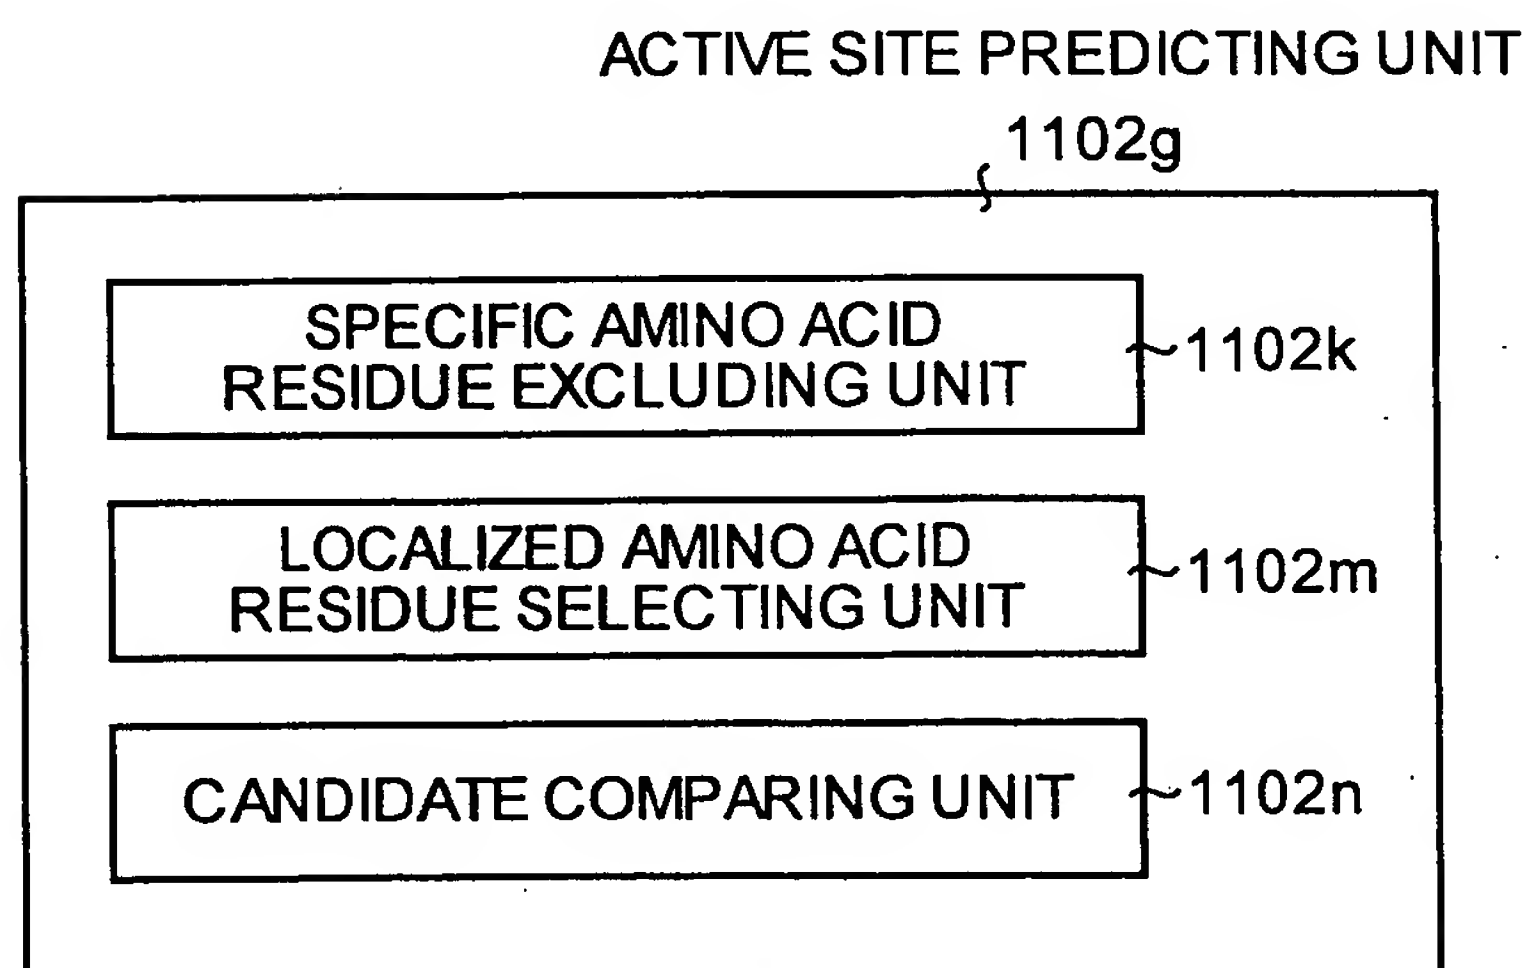 ACTIVE SITE PREDICTING UNIT
1102g
SPECIFIC AMINO ACID
RESIDUE EXCLUDING UNIT
1102k
LOCALIZED AMINO ACID
RESIDUE SELECTING UNIT
1102m
CANDIDATE COMPARING UNIT
1102n